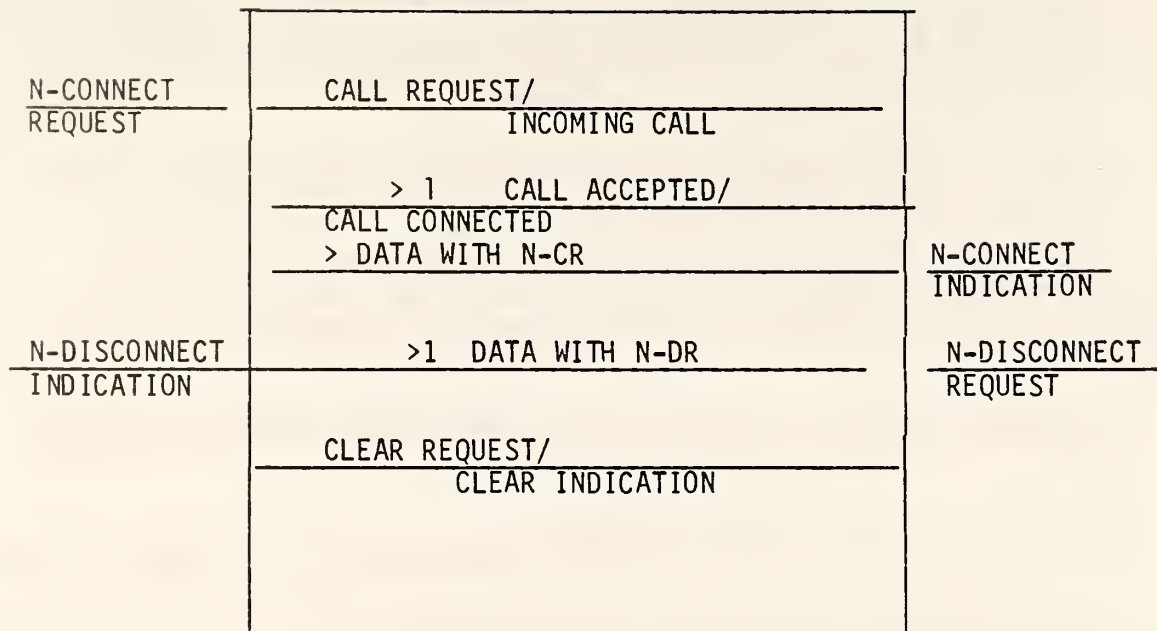 N-CONNECT CALL REQUEST/
REQUEST INCOMING CALL
> 1 CALL ACCEPTED/
CALL CONNECTED
> DATA WITH N-CR N-CONNECT
INDICATION
N-DISCONNECT >1 DATA WITH N-DR N-DISCONNECT
INDICATION REQUEST
CLEAR REQUEST/
CLEAR INDICATION